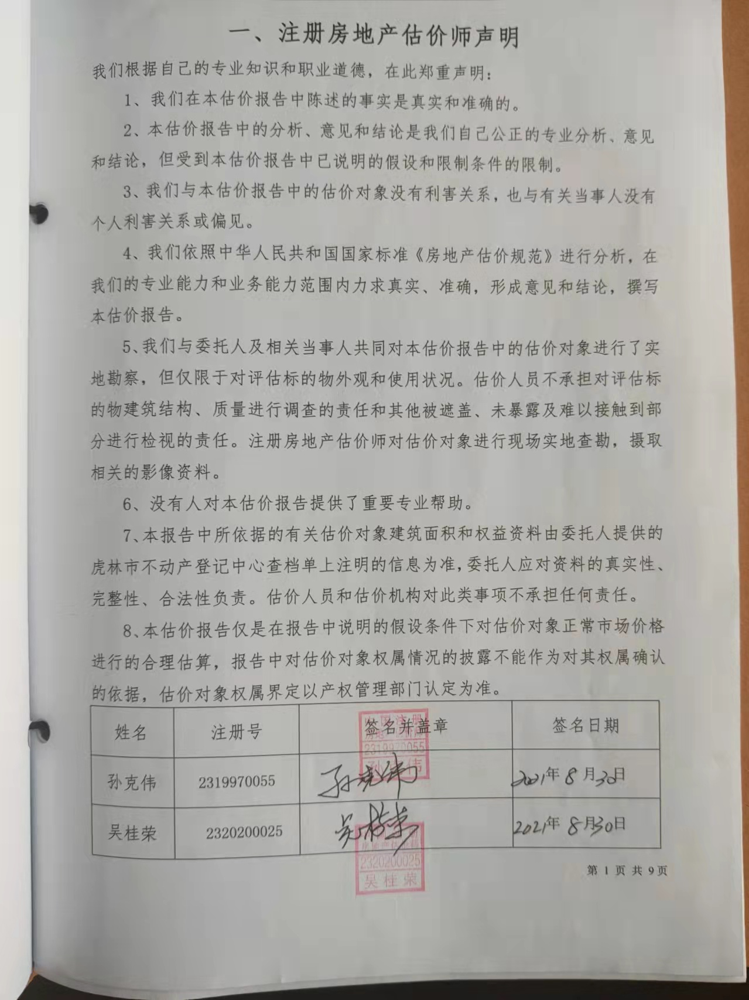 一、注册房地产估价师声明
我们根据自己的专业知识和职业道德，在此郑重声明：
1、我们在本估价报告中陈述的事实是真实和准确的。
2、本估价报告中的分析、意见和结论是我们自己公正的专业分析、意见
和结论，但受到本估价报告中已说明的假设和限制条件的限制。
3、我们与本估价报告中的估价对象没有利害关系，也与有关当事人没有
个人利害关系或偏见。
4、我们依照中华人民共和国国家标准《房地产估价规范》进行分析，在
我们的专业能力和业务能力范围内力求真实、准确，形成意见和结论，撰写
本估价报告。
5、我们与委托人及相关当事人共同对本估价报告中的估价对象进行了实
地勘察，但仅限于对评估标的物外观和使用状况。估价人员不承担对评估标
的物建筑结构、质量进行调查的责任和其他被遮盖、未暴露及难以接触到部
分进行检视的责任。注册房地产估价师对估价对象进行现场实地查勘，摄取
相关的影像资料。
6、没有人对本估价报告提供了重要专业帮助。
7、本报告中所依据的有关估价对象建筑面积和权益资料由委托人提供的
虎林市不动产登记中心查档单上注明的信息为准，委托人应对资料的真实性、
完整性、合法性负责。估价人员和估价机构对此类事项不承担任何责任。
8、本估价报告仅是在报告中说明的假设条件下对估价对象正常市场价格
进行的合理估算，报告中对估价对象权属情况的披露不能作为对其权属确认
的依据，估价对象权属界定以产权管理部门认定为准。
姓名 注册号 签名并盖章 签名日期
中国注册
2319970055
孙克伟 2319970055 孙克伟 2021年8月30日
吴桂荣 2320200025 吴桂荣 2021年8月30日
房地产估价师
2320200025
吴桂荣
第 1 页 共 9页